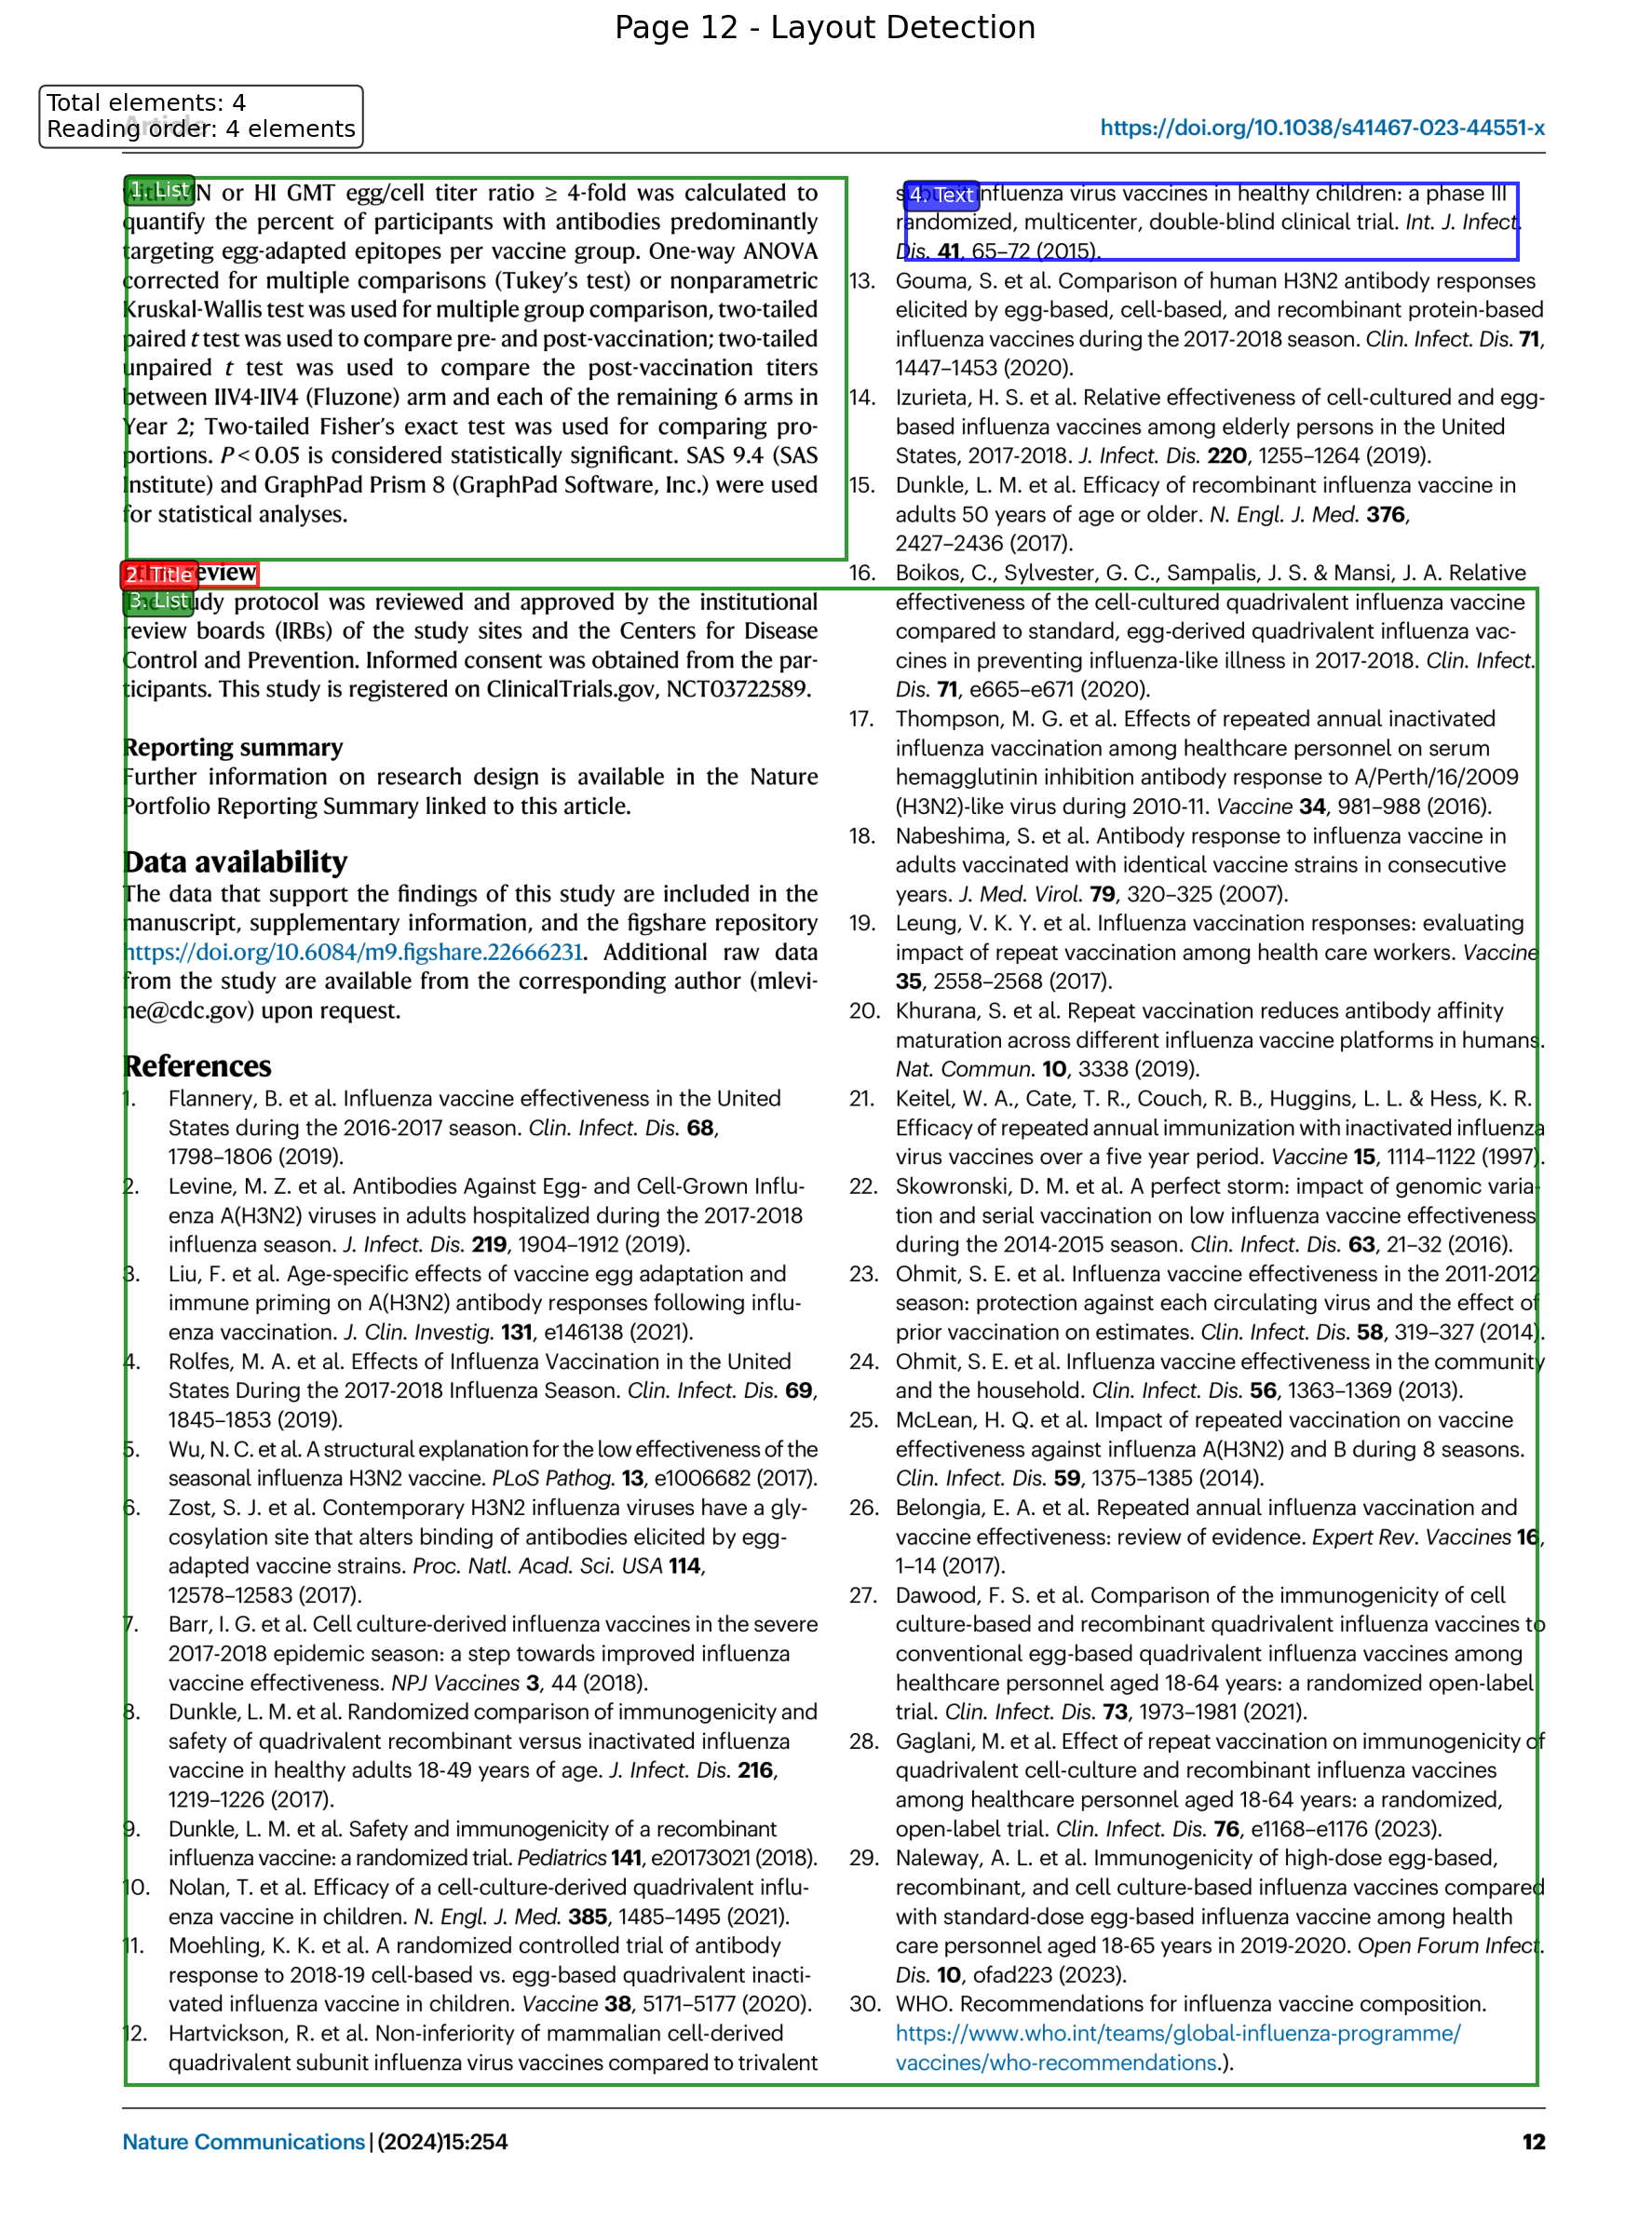 Page 12 - Layout Detection
Total elements: 4
Reading order: 4 elements
Article
https://doi.org/10.1038/s41467-023-44551-x
1. List
with MN or HI GMT egg/cell titer ratio ≥ 4-fold was calculated to
quantify the percent of participants with antibodies predominantly
targeting egg-adapted epitopes per vaccine group. One-way ANOVA
corrected for multiple comparisons (Tukey's test) or nonparametric
Kruskal-Wallis test was used for multiple group comparison, two-tailed
paired t test was used to compare pre- and post-vaccination; two-tailed
unpaired t test was used to compare the post-vaccination titers
between IIV4-IIV4 (Fluzone) arm and each of the remaining 6 arms in
Year 2; Two-tailed Fisher's exact test was used for comparing pro-
portions. P < 0.05 is considered statistically significant. SAS 9.4 (SAS
Institute) and GraphPad Prism 8 (GraphPad Software, Inc.) were used
for statistical analyses.
2. Title
review
3. List
The study protocol was reviewed and approved by the institutional
review boards (IRBs) of the study sites and the Centers for Disease
Control and Prevention. Informed consent was obtained from the par-
ticipants. This study is registered on ClinicalTrials.gov, NCT03722589.
Reporting summary
Further information on research design is available in the Nature
Portfolio Reporting Summary linked to this article.
Data availability
The data that support the findings of this study are included in the
manuscript, supplementary information, and the figshare repository
https://doi.org/10.6084/m9.figshare.22666231. Additional raw data
from the study are available from the corresponding author (mlevi-
ne@cdc.gov) upon request.
References
1. Flannery, B. et al. Influenza vaccine effectiveness in the United
States during the 2016-2017 season. Clin. Infect. Dis. 68,
1798–1806 (2019).
2. Levine, M. Z. et al. Antibodies Against Egg- and Cell-Grown Influ-
enza A(H3N2) viruses in adults hospitalized during the 2017-2018
influenza season. J. Infect. Dis. 219, 1904–1912 (2019).
3. Liu, F. et al. Age-specific effects of vaccine egg adaptation and
immune priming on A(H3N2) antibody responses following influ-
enza vaccination. J. Clin. Investig. 131, e146138 (2021).
4. Rolfes, M. A. et al. Effects of Influenza Vaccination in the United
States During the 2017-2018 Influenza Season. Clin. Infect. Dis. 69,
1845–1853 (2019).
5. Wu, N. C. et al. A structural explanation for the low effectiveness of the
seasonal influenza H3N2 vaccine. PLoS Pathog. 13, e1006682 (2017).
6. Zost, S. J. et al. Contemporary H3N2 influenza viruses have a gly-
cosylation site that alters binding of antibodies elicited by egg-
adapted vaccine strains. Proc. Natl. Acad. Sci. USA 114,
12578–12583 (2017).
7. Barr, I. G. et al. Cell culture-derived influenza vaccines in the severe
2017-2018 epidemic season: a step towards improved influenza
vaccine effectiveness. NPJ Vaccines 3, 44 (2018).
8. Dunkle, L. M. et al. Randomized comparison of immunogenicity and
safety of quadrivalent recombinant versus inactivated influenza
vaccine in healthy adults 18-49 years of age. J. Infect. Dis. 216,
1219–1226 (2017).
9. Dunkle, L. M. et al. Safety and immunogenicity of a recombinant
influenza vaccine: a randomized trial. Pediatrics 141, e20173021 (2018).
10. Nolan, T. et al. Efficacy of a cell-culture-derived quadrivalent influ-
enza vaccine in children. N. Engl. J. Med. 385, 1485–1495 (2021).
11. Moehling, K. K. et al. A randomized controlled trial of antibody
response to 2018-19 cell-based vs. egg-based quadrivalent inacti-
vated influenza vaccine in children. Vaccine 38, 5171–5177 (2020).
12. Hartvickson, R. et al. Non-inferiority of mammalian cell-derived
quadrivalent subunit influenza virus vaccines compared to trivalent
4. Text
subunit influenza virus vaccines in healthy children: a phase III
randomized, multicenter, double-blind clinical trial. Int. J. Infect.
Dis. 41, 65–72 (2015).
13. Gouma, S. et al. Comparison of human H3N2 antibody responses
elicited by egg-based, cell-based, and recombinant protein-based
influenza vaccines during the 2017-2018 season. Clin. Infect. Dis. 71,
1447–1453 (2020).
14. Izurieta, H. S. et al. Relative effectiveness of cell-cultured and egg-
based influenza vaccines among elderly persons in the United
States, 2017-2018. J. Infect. Dis. 220, 1255–1264 (2019).
15. Dunkle, L. M. et al. Efficacy of recombinant influenza vaccine in
adults 50 years of age or older. N. Engl. J. Med. 376,
2427–2436 (2017).
16. Boikos, C., Sylvester, G. C., Sampalis, J. S. & Mansi, J. A. Relative
effectiveness of the cell-cultured quadrivalent influenza vaccine
compared to standard, egg-derived quadrivalent influenza vac-
cines in preventing influenza-like illness in 2017-2018. Clin. Infect.
Dis. 71, e665–e671 (2020).
17. Thompson, M. G. et al. Effects of repeated annual inactivated
influenza vaccination among healthcare personnel on serum
hemagglutinin inhibition antibody response to A/Perth/16/2009
(H3N2)-like virus during 2010-11. Vaccine 34, 981–988 (2016).
18. Nabeshima, S. et al. Antibody response to influenza vaccine in
adults vaccinated with identical vaccine strains in consecutive
years. J. Med. Virol. 79, 320–325 (2007).
19. Leung, V. K. Y. et al. Influenza vaccination responses: evaluating
impact of repeat vaccination among health care workers. Vaccine
35, 2558–2568 (2017).
20. Khurana, S. et al. Repeat vaccination reduces antibody affinity
maturation across different influenza vaccine platforms in humans.
Nat. Commun. 10, 3338 (2019).
21. Keitel, W. A., Cate, T. R., Couch, R. B., Huggins, L. L. & Hess, K. R.
Efficacy of repeated annual immunization with inactivated influenza
virus vaccines over a five year period. Vaccine 15, 1114–1122 (1997).
22. Skowronski, D. M. et al. A perfect storm: impact of genomic varia-
tion and serial vaccination on low influenza vaccine effectiveness
during the 2014-2015 season. Clin. Infect. Dis. 63, 21–32 (2016).
23. Ohmit, S. E. et al. Influenza vaccine effectiveness in the 2011-2012
season: protection against each circulating virus and the effect of
prior vaccination on estimates. Clin. Infect. Dis. 58, 319–327 (2014).
24. Ohmit, S. E. et al. Influenza vaccine effectiveness in the community
and the household. Clin. Infect. Dis. 56, 1363–1369 (2013).
25. McLean, H. Q. et al. Impact of repeated vaccination on vaccine
effectiveness against influenza A(H3N2) and B during 8 seasons.
Clin. Infect. Dis. 59, 1375–1385 (2014).
26. Belongia, E. A. et al. Repeated annual influenza vaccination and
vaccine effectiveness: review of evidence. Expert Rev. Vaccines 16,
1–14 (2017).
27. Dawood, F. S. et al. Comparison of the immunogenicity of cell
culture-based and recombinant quadrivalent influenza vaccines to
conventional egg-based quadrivalent influenza vaccines among
healthcare personnel aged 18-64 years: a randomized open-label
trial. Clin. Infect. Dis. 73, 1973–1981 (2021).
28. Gaglani, M. et al. Effect of repeat vaccination on immunogenicity of
quadrivalent cell-culture and recombinant influenza vaccines
among healthcare personnel aged 18-64 years: a randomized,
open-label trial. Clin. Infect. Dis. 76, e1168–e1176 (2023).
29. Naleway, A. L. et al. Immunogenicity of high-dose egg-based,
recombinant, and cell culture-based influenza vaccines compared
with standard-dose egg-based influenza vaccine among health
care personnel aged 18-65 years in 2019-2020. Open Forum Infect.
Dis. 10, ofad223 (2023).
30. WHO. Recommendations for influenza vaccine composition.
https://www.who.int/teams/global-influenza-programme/
vaccines/who-recommendations.).
Nature Communications | (2024)15:254
12